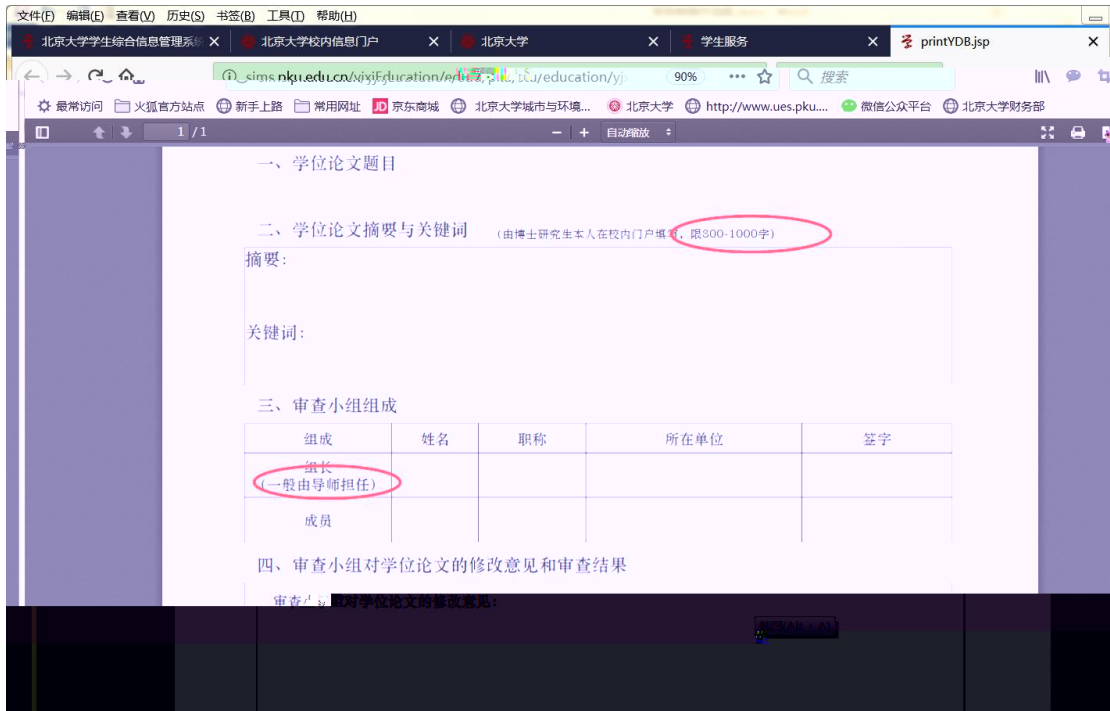 文件(F) 编辑(E) 查看(V) 历史(S) 书签(B) 工具(T) 帮助(H)
北京大学学生综合信息管理系统 北京大学校内信息门户 北京大学 学生服务 printYDB.jsp
90% 搜索
最常访问 火狐官方站点 新手上路 常用网址 JD 京东商城 北京大学城市与环境... 北京大学 http://www.ues.pku.... 微信公众平台 北京大学财务部
1 / 1 − + 自动缩放
一、学位论文题目
二、学位论文摘要与关键词 (由博士研究生本人在校内门户填写，限800-1000字)
摘要：
关键词：
三、审查小组组成
组成 姓名 职称 所在单位 签字
组长
(一般由导师担任)
成员
四、审查小组对学位论文的修改意见和审查结果
审查小组对学位论文的修改意见：